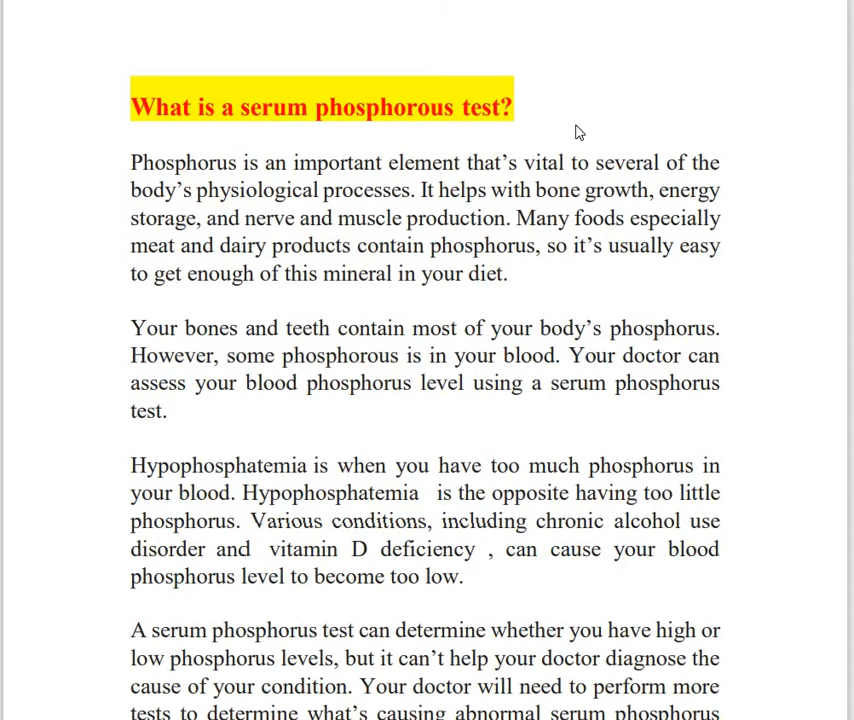 What is a serum phosphorous test?
Phosphorus is an important element that’s vital to several of the
body’s physiological processes. It helps with bone growth, energy
storage, and nerve and muscle production. Many foods especially
meat and dairy products contain phosphorus, so it’s usually easy
to get enough of this mineral in your diet.
Your bones and teeth contain most of your body’s phosphorus.
However, some phosphorous is in your blood. Your doctor can
assess your blood phosphorus level using a serum phosphorus
test.
Hypophosphatemia is when you have too much phosphorus in
your blood. Hypophosphatemia is the opposite having too little
phosphorus. Various conditions, including chronic alcohol use
disorder and vitamin D deficiency , can cause your blood
phosphorus level to become too low.
A serum phosphorus test can determine whether you have high or
low phosphorus levels, but it can’t help your doctor diagnose the
cause of your condition. Your doctor will need to perform more
tests to determine what’s causing abnormal serum phosphorus